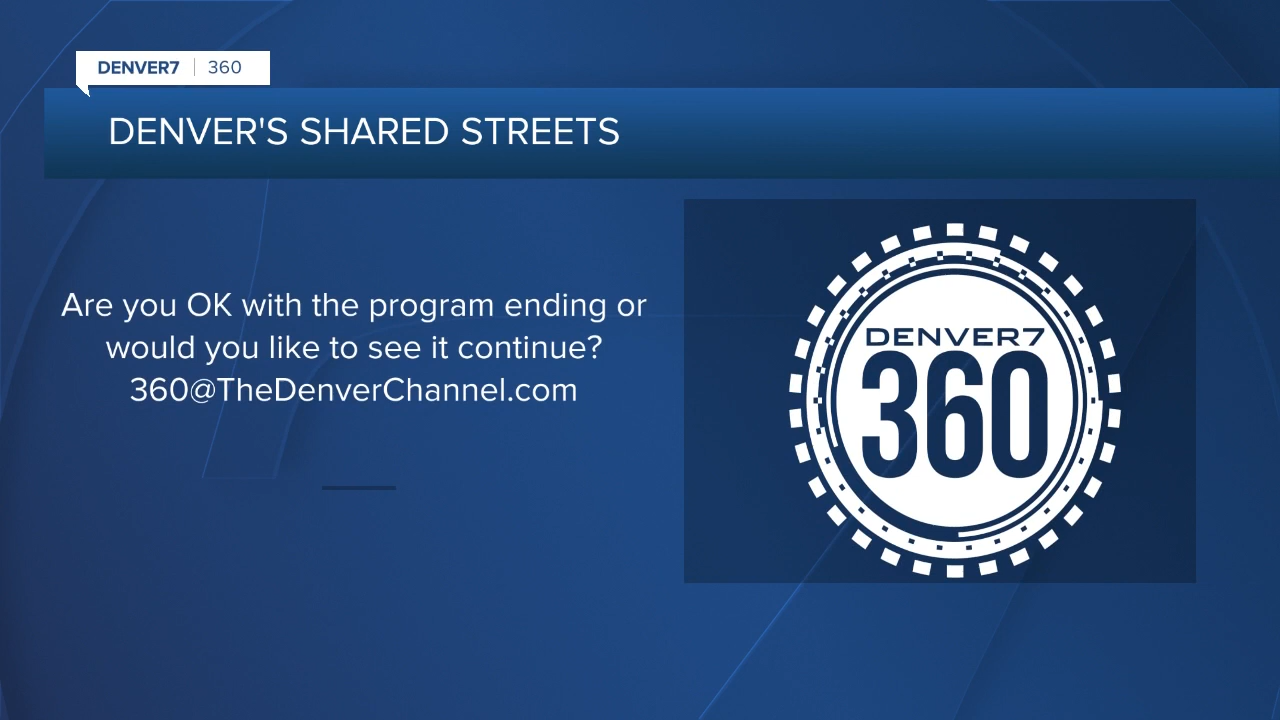 DENVER7 | 360
DENVER'S SHARED STREETS
Are you OK with the program ending or
would you like to see it continue?
360@TheDenverChannel.com
DENVER7
360